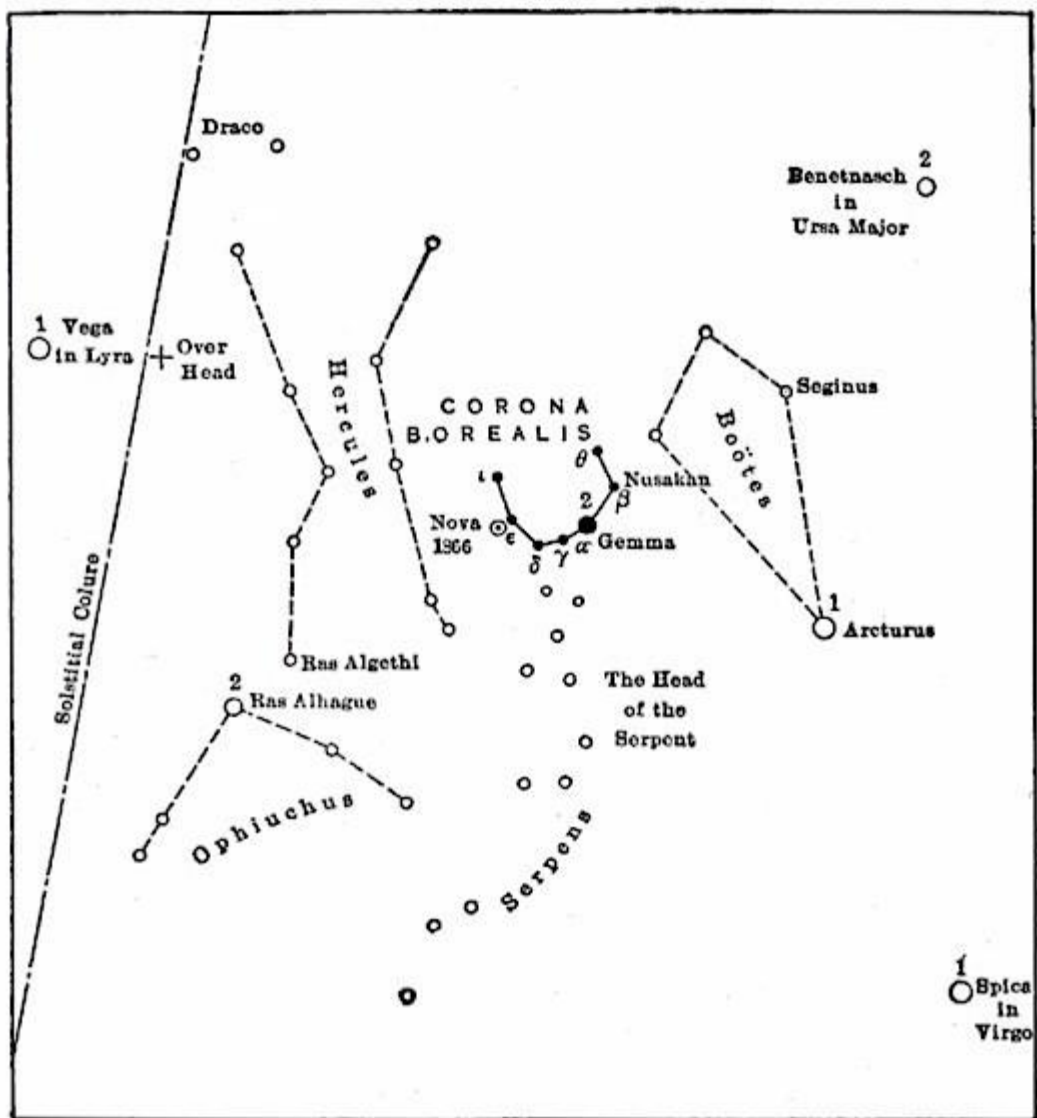 Draco
2
Benetnasch
in
Ursa Major
1 Vega
in Lyra
Over
Head
Hercules
CORONA
B.OREALIS
Boötes
Seginus
θ
ι
Nusakhn
β
2
Nova
1866
ε
δ
γ
α
Gemma
1
Arcturus
Solstitial Colure
Ras Algethi
2
Ras Alhague
The Head
of the
Serpent
Ophiuchus
Serpens
1
Spica
in
Virgo